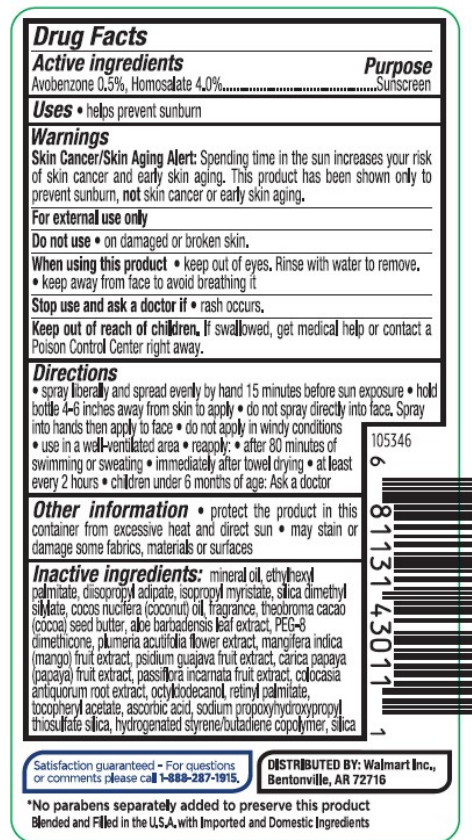 Drug Facts
Active ingredients Purpose
Avobenzone 0.5%, Homosalate 4.0%..........................................Sunscreen
Uses • helps prevent sunburn
Warnings
Skin Cancer/Skin Aging Alert: Spending time in the sun increases your risk
of skin cancer and early skin aging. This product has been shown only to
prevent sunburn, not skin cancer or early skin aging.
For external use only
Do not use • on damaged or broken skin.
When using this product • keep out of eyes. Rinse with water to remove.
• keep away from face to avoid breathing it
Stop use and ask a doctor if • rash occurs.
Keep out of reach of children. If swallowed, get medical help or contact a
Poison Control Center right away.
Directions
• spray liberally and spread evenly by hand 15 minutes before sun exposure • hold
bottle 4-6 inches away from skin to apply • do not spray directly into face. Spray
into hands then apply to face • do not apply in windy conditions
• use in a well-ventilated area • reapply: • after 80 minutes of
swimming or sweating • immediately after towel drying • at least
every 2 hours • children under 6 months of age: Ask a doctor
Other information • protect the product in this
container from excessive heat and direct sun • may stain or
damage some fabrics, materials or surfaces
Inactive ingredients: mineral oil, ethylhexyl
palmitate, diisopropyl adipate, isopropyl myristate, silica dimethyl
silylate, cocos nucifera (coconut) oil, fragrance, theobroma cacao
(cocoa) seed butter, aloe barbadensis leaf extract, PEG-8
dimethicone, plumeria acutifolia flower extract, mangifera indica
(mango) fruit extract, psidium guajava fruit extract, carica papaya
(papaya) fruit extract, passiflora incarnata fruit extract, colocasia
antiquorum root extract, octyldodecanol, retinyl palmitate,
tocopheryl acetate, ascorbic acid, sodium propoxyhydroxypropyl
thiosulfate silica, hydrogenated styrene/butadiene copolymer, silica
105346
6 81131 43011 1
Satisfaction guaranteed – For questions
or comments please call 1-888-287-1915.
DISTRIBUTED BY: Walmart Inc.,
Bentonville, AR 72716
*No parabens separately added to preserve this product
Blended and Filled in the U.S.A. with Imported and Domestic Ingredients